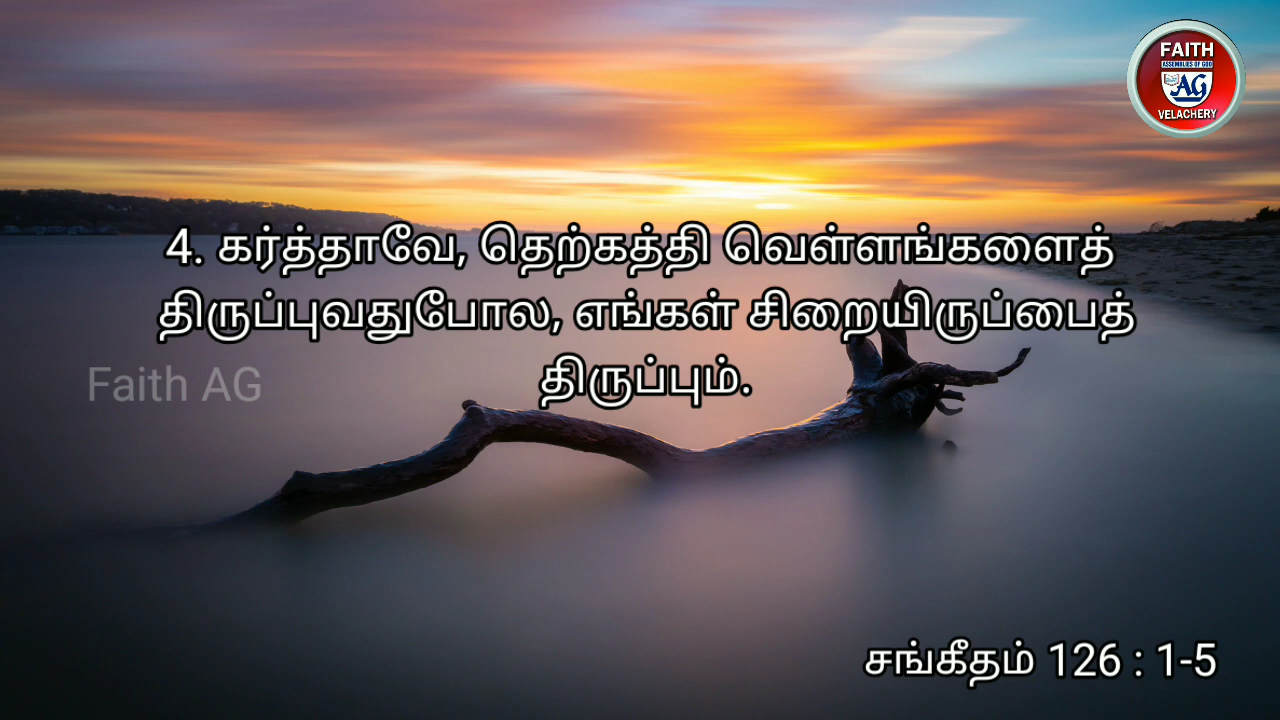 FAITH
ASSEMBLIES OF GOD
AG
VELACHERY
4. கர்த்தாவே, தெற்கத்தி வெள்ளங்களைத்
திருப்புவதுபோல, எங்கள் சிறையிருப்பைத்
திருப்பும்.
Faith AG
சங்கீதம் 126 : 1-5